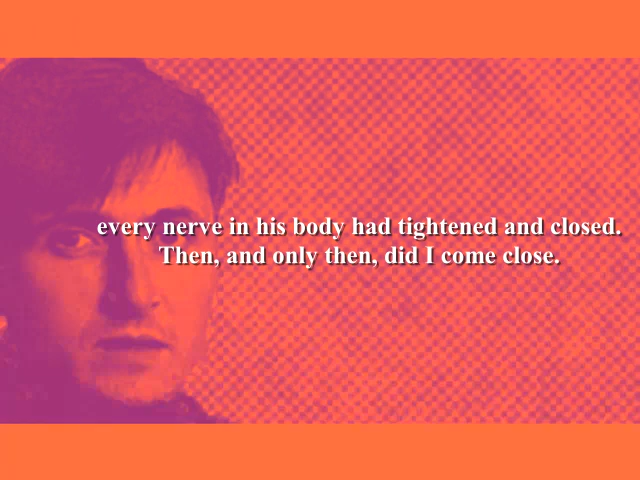 every nerve in his body had tightened and closed.
Then, and only then, did I come close.